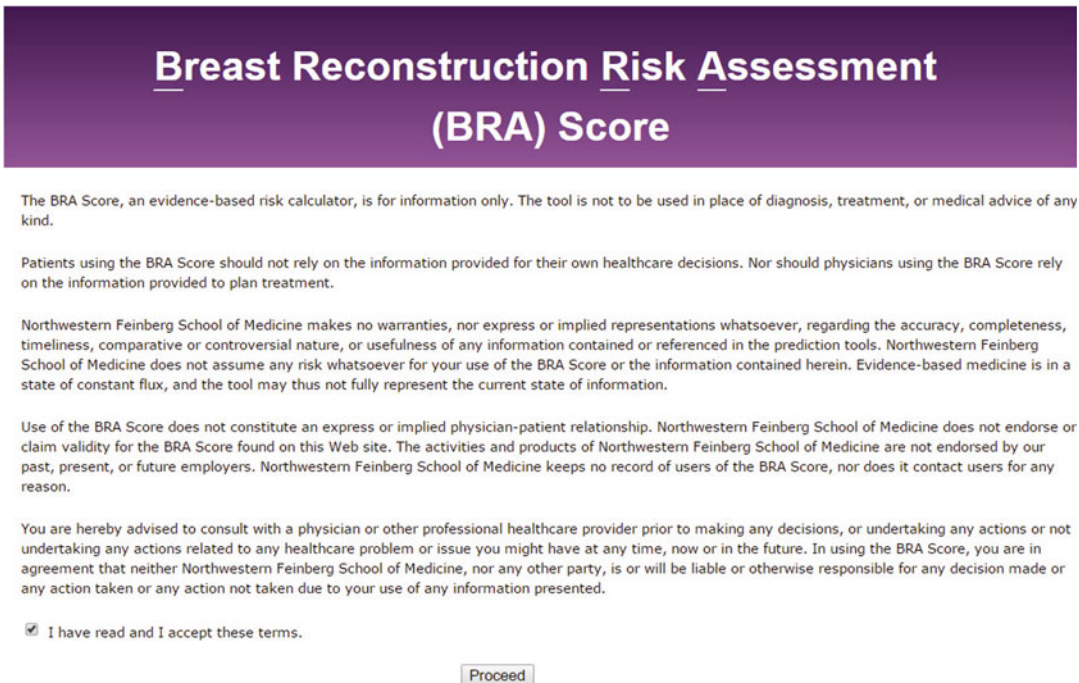 Breast Reconstruction Risk Assessment
(BRA) Score
The BRA Score, an evidence-based risk calculator, is for information only. The tool is not to be used in place of diagnosis, treatment, or medical advice of any
kind.
Patients using the BRA Score should not rely on the information provided for their own healthcare decisions. Nor should physicians using the BRA Score rely
on the information provided to plan treatment.
Northwestern Feinberg School of Medicine makes no warranties, nor express or implied representations whatsoever, regarding the accuracy, completeness,
timeliness, comparative or controversial nature, or usefulness of any information contained or referenced in the prediction tools. Northwestern Feinberg
School of Medicine does not assume any risk whatsoever for your use of the BRA Score or the information contained herein. Evidence-based medicine is in a
state of constant flux, and the tool may thus not fully represent the current state of information.
Use of the BRA Score does not constitute an express or implied physician-patient relationship. Northwestern Feinberg School of Medicine does not endorse or
claim validity for the BRA Score found on this Web site. The activities and products of Northwestern Feinberg School of Medicine are not endorsed by our
past, present, or future employers. Northwestern Feinberg School of Medicine keeps no record of users of the BRA Score, nor does it contact users for any
reason.
You are hereby advised to consult with a physician or other professional healthcare provider prior to making any decisions, or undertaking any actions or not
undertaking any actions related to any healthcare problem or issue you might have at any time, now or in the future. In using the BRA Score, you are in
agreement that neither Northwestern Feinberg School of Medicine, nor any other party, is or will be liable or otherwise responsible for any decision made or
any action taken or any action not taken due to your use of any information presented.
I have read and I accept these terms.
Proceed